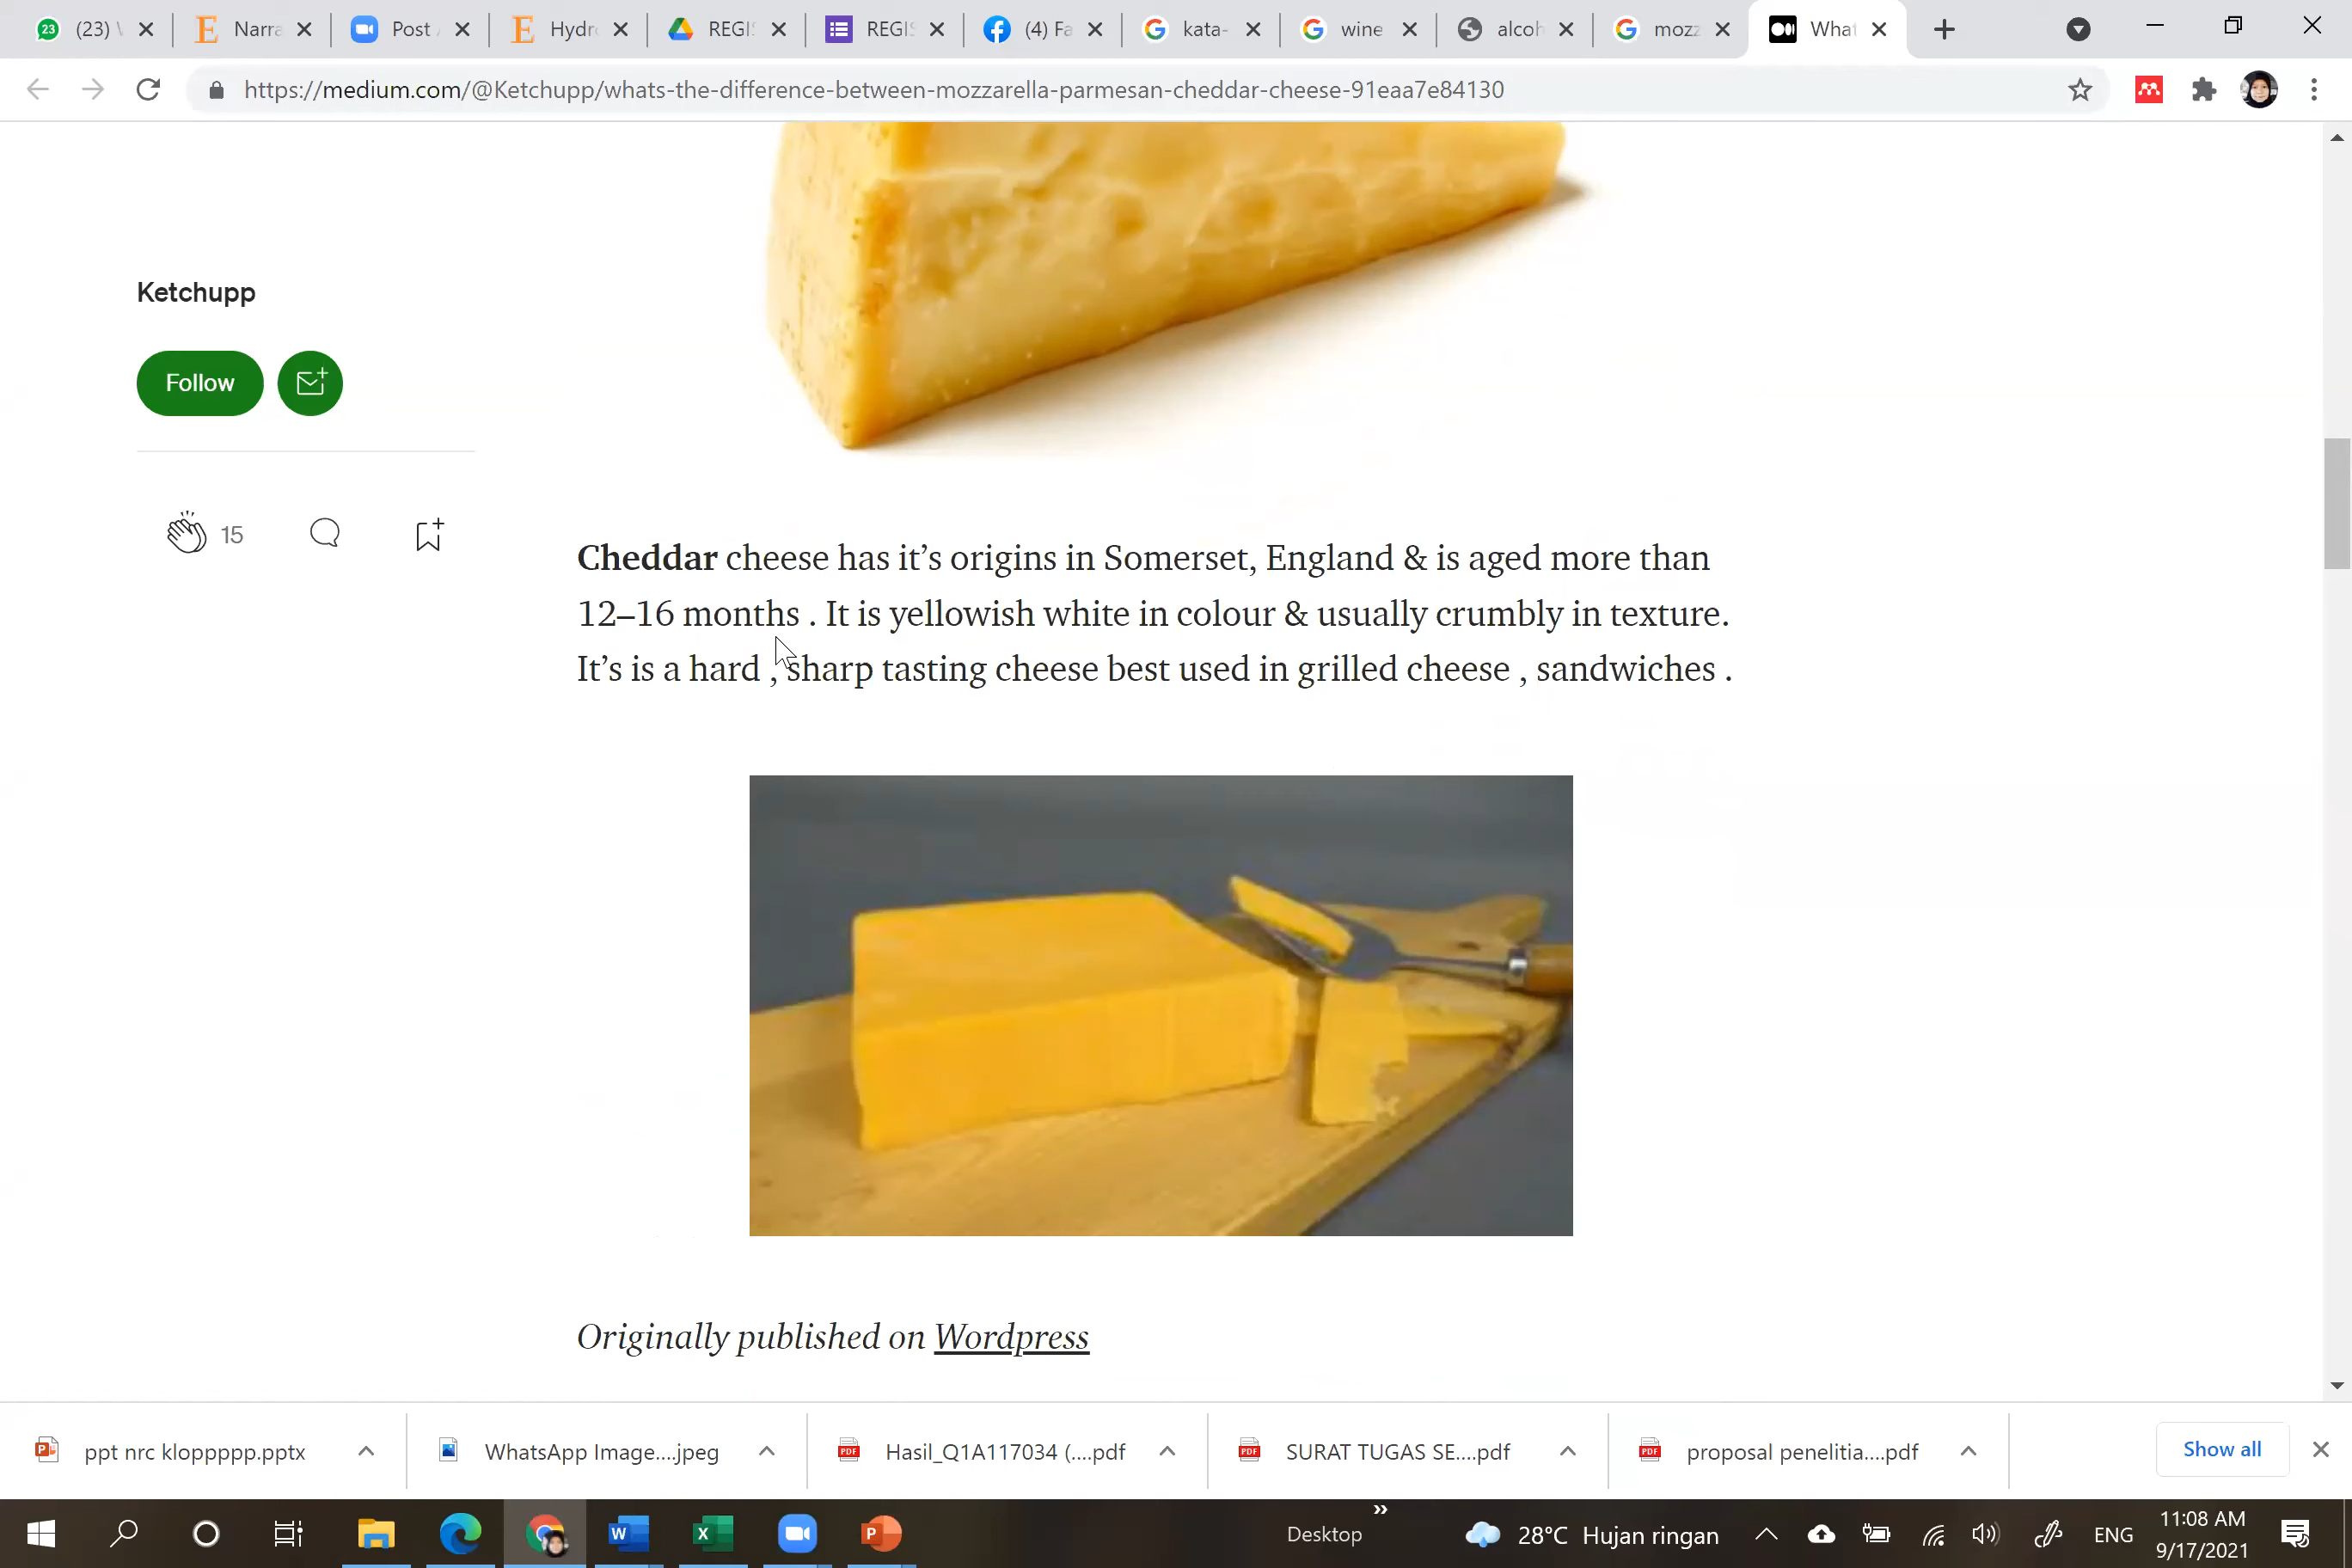 (23)
Narra
Post
Hydr
REGIS
REGIS
(4) Fa
kata-
wine
alcoh
mozz
What
https://medium.com/@Ketchupp/whats-the-difference-between-mozzarella-parmesan-cheddar-cheese-91eaa7e84130
Ketchupp
Follow
15
Cheddar cheese has it’s origins in Somerset, England & is aged more than
12–16 months . It is yellowish white in colour & usually crumbly in texture.
It’s is a hard , sharp tasting cheese best used in grilled cheese , sandwiches .
Originally published on Wordpress
ppt nrc kloppppp.pptx
WhatsApp Image....jpeg
Hasil_Q1A117034 (....pdf
SURAT TUGAS SE....pdf
proposal penelitia....pdf
Show all
Desktop
28°C Hujan ringan
ENG
11:08 AM
9/17/2021